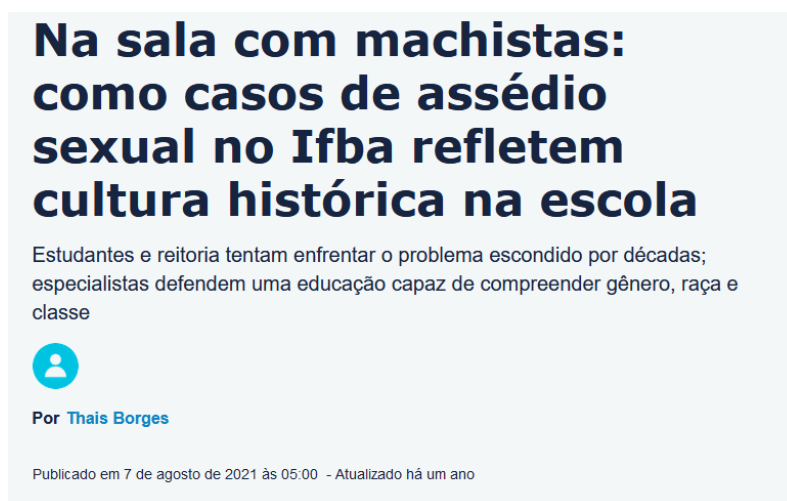 Na sala com machistas:
como casos de assédio
sexual no Ifba refletem
cultura histórica na escola
Estudantes e reitoria tentam enfrentar o problema escondido por décadas;
especialistas defendem uma educação capaz de compreender gênero, raça e
classe
Por Thais Borges
Publicado em 7 de agosto de 2021 às 05:00 - Atualizado há um ano